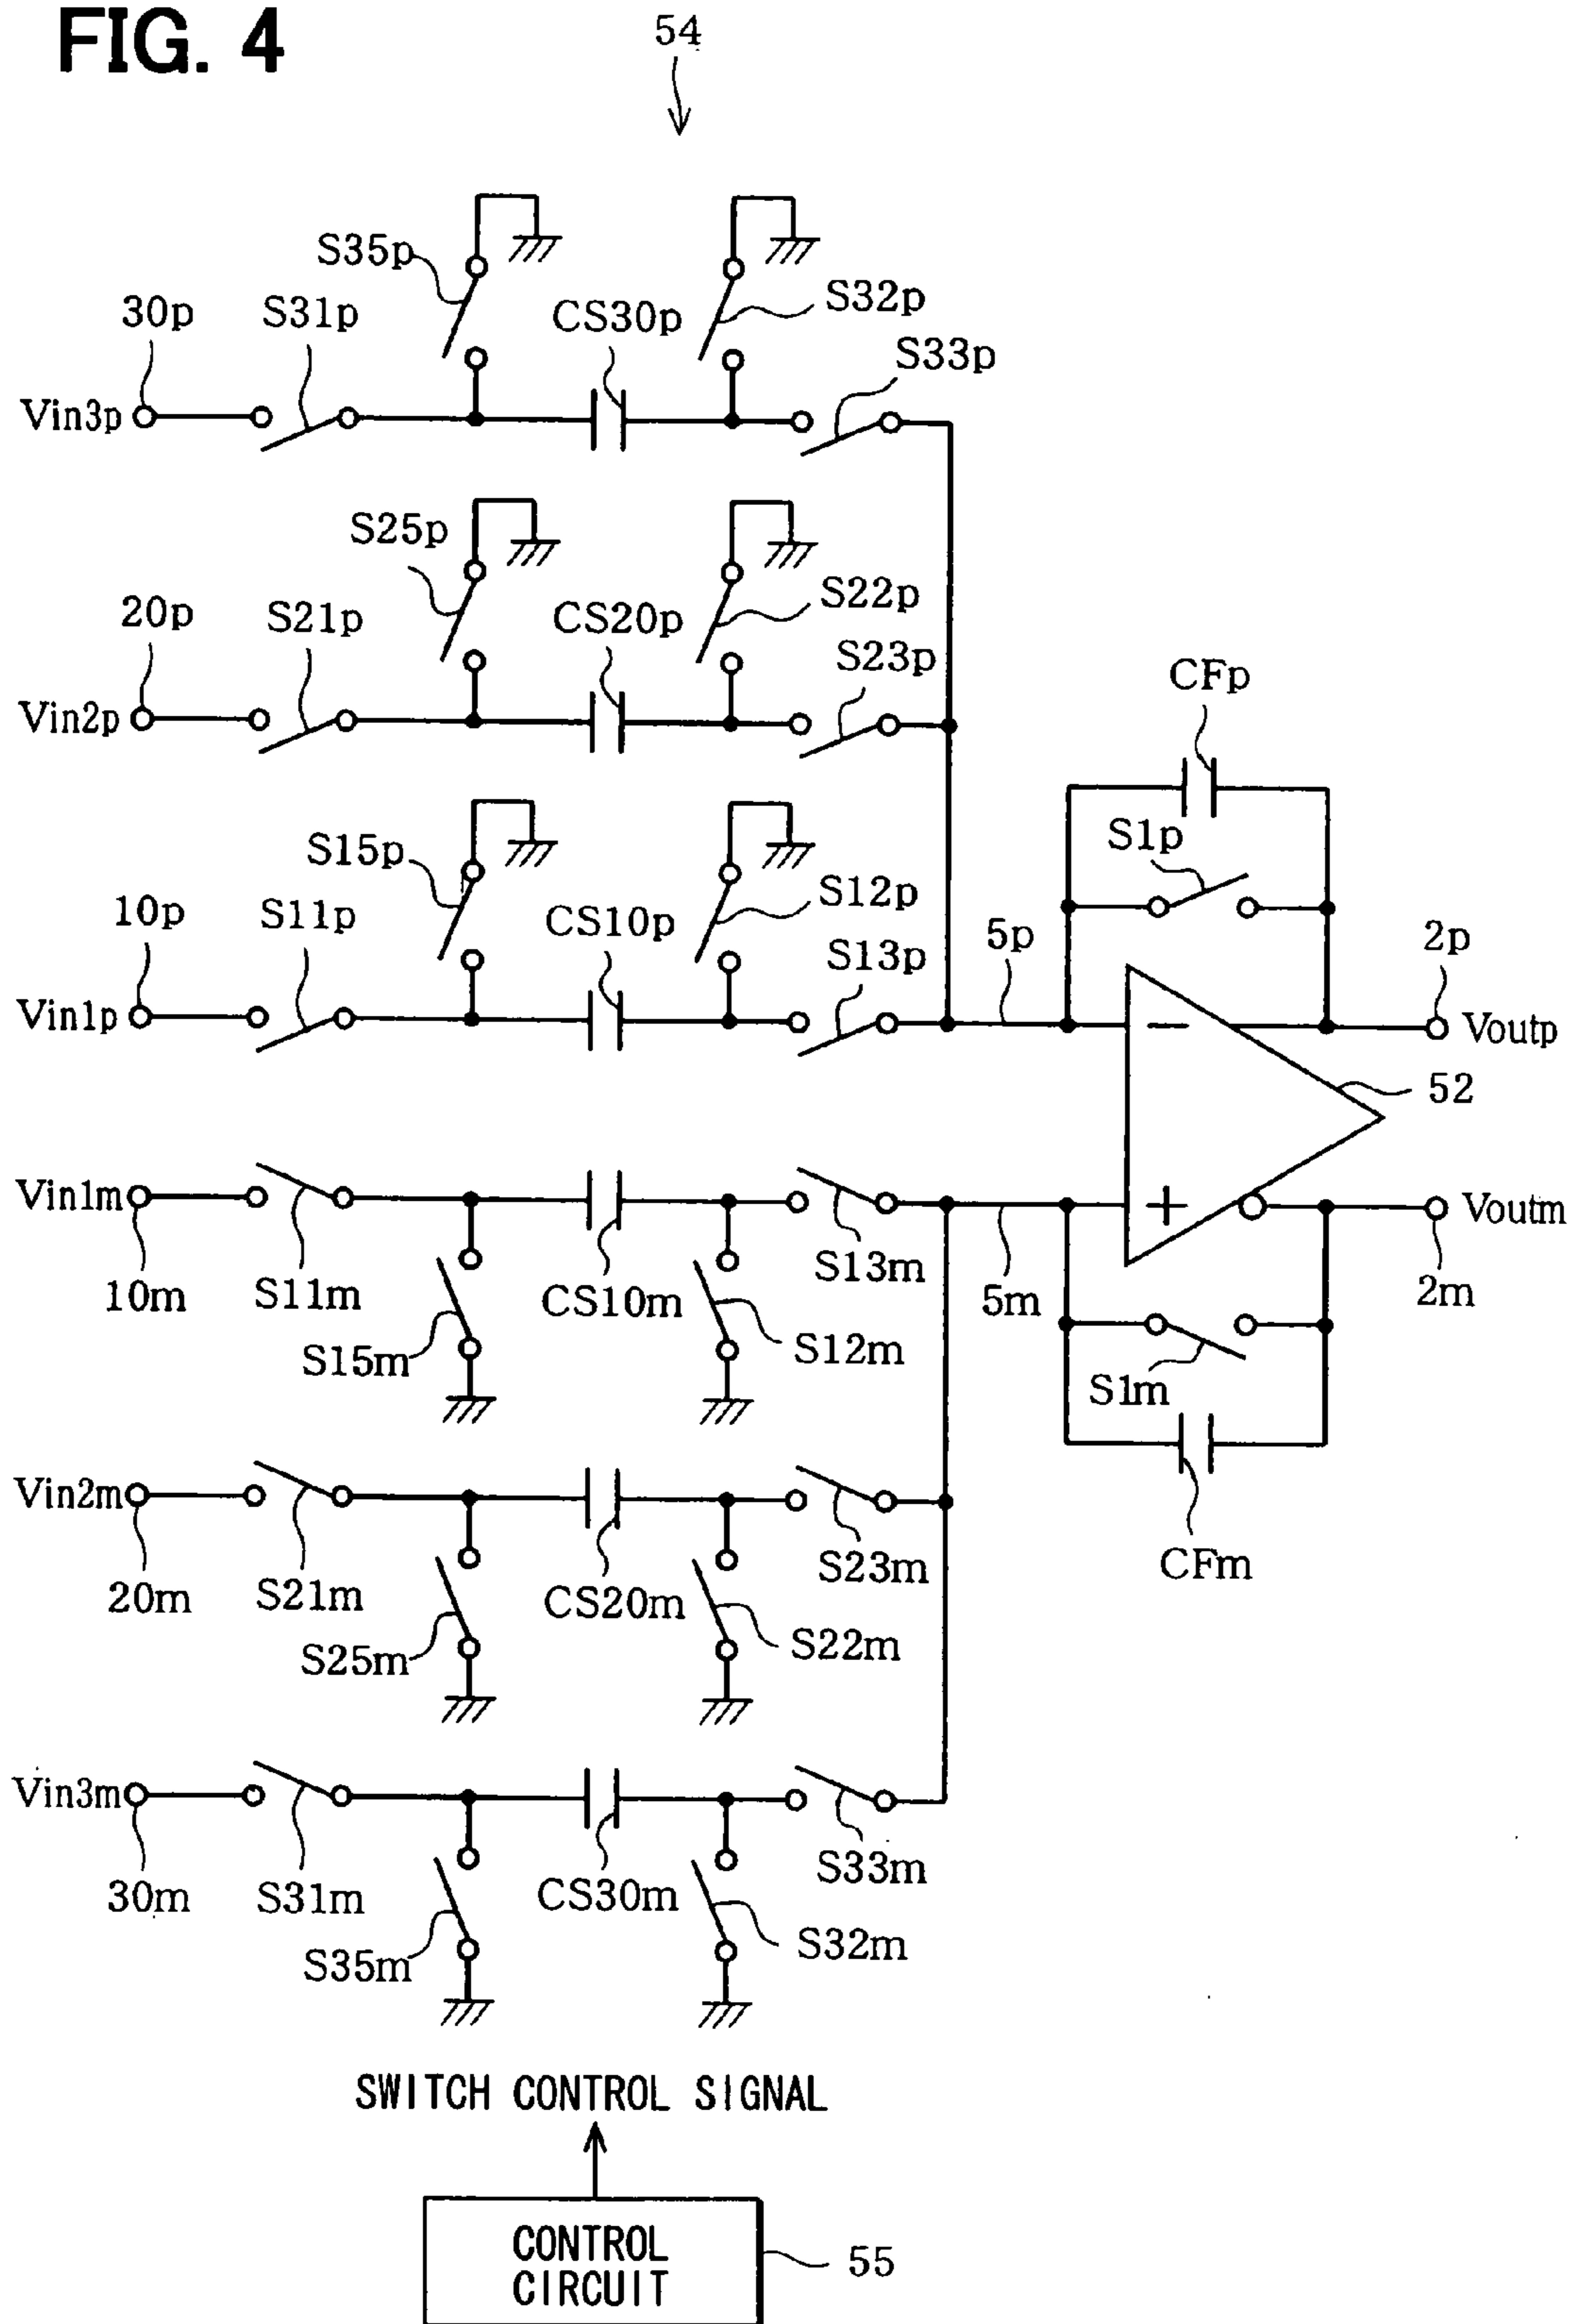 FIG. 4
54
S35p
30p S31p CS30p S32p
S33p
Vin3p
S25p
20p S21p CS20p S22p
S23p
Vin2p
CFp
S15p S1p
10p S11p CS10p S12p
S13p 5p 2p
Vin1p
− Voutp
52
Vin1m
+ Voutm
10m S11m CS10m S13m 5m 2m
S15m S12m
S1m
Vin2m
20m S21m CS20m S23m CFm
S25m S22m
Vin3m
30m S31m CS30m S33m
S35m S32m
SWITCH CONTROL SIGNAL
CONTROL
CIRCUIT
55